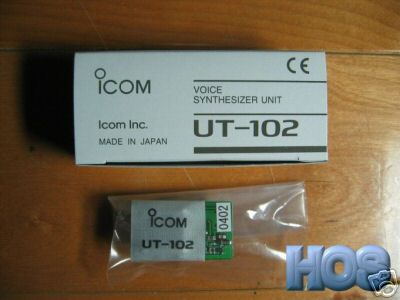 ICOM
VOICE
SYNTHESIZER UNIT
CE
Icom Inc.
MADE IN JAPAN
UT-102
ICOM
UT-102
0402
HOS